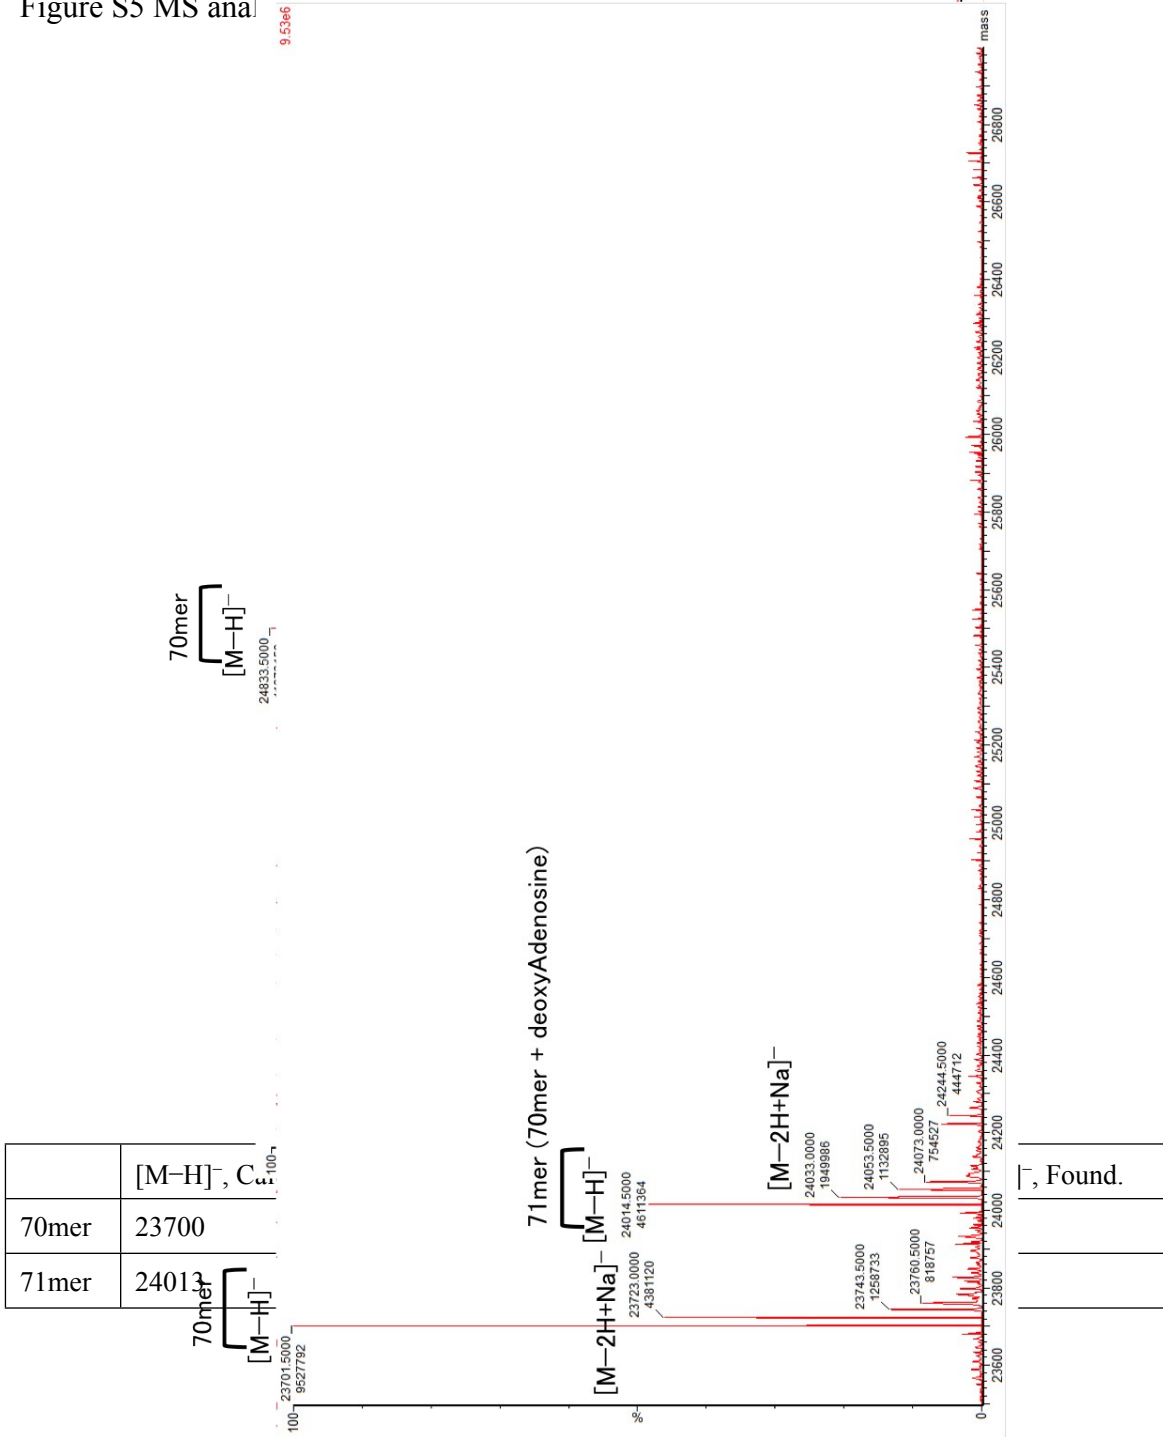 Figure S5 MS anal
9.53e6
mass
70mer
[M−H]⁻
24833.5000
100
71mer (70mer + deoxyAdenosine)
[M−H]⁻
24014.5000
4611364
[M−2H+Na]⁻
24033.0000
1949986
24053.5000
1132895
24073.0000
754527
24244.5000
444712
70mer
[M−H]⁻
23701.5000
9527792
[M−2H+Na]⁻
23723.0000
4381120
23743.5000
1258733
23760.5000
818757
100
%
0
23600 23800 24000 24200 24400 24600 24800 25000 25200 25400 25600 25800 26000 26200 26400 26600 26800
[M−H]⁻, ⁻, Found.
70mer 23700
71mer 24013